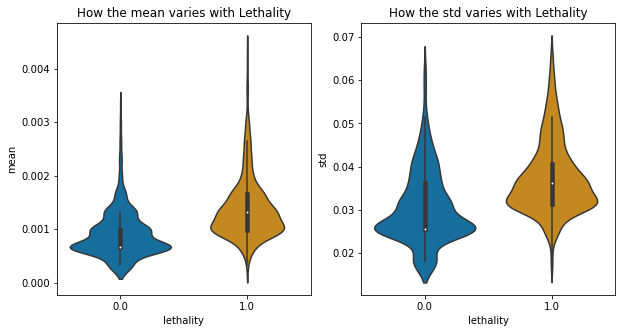 How the mean varies with Lethality
mean
0.004
0.003
0.002
0.001
0.000
0.0 1.0
lethality
How the std varies with Lethality
std
0.07
0.06
0.05
0.04
0.03
0.02
0.0 1.0
lethality